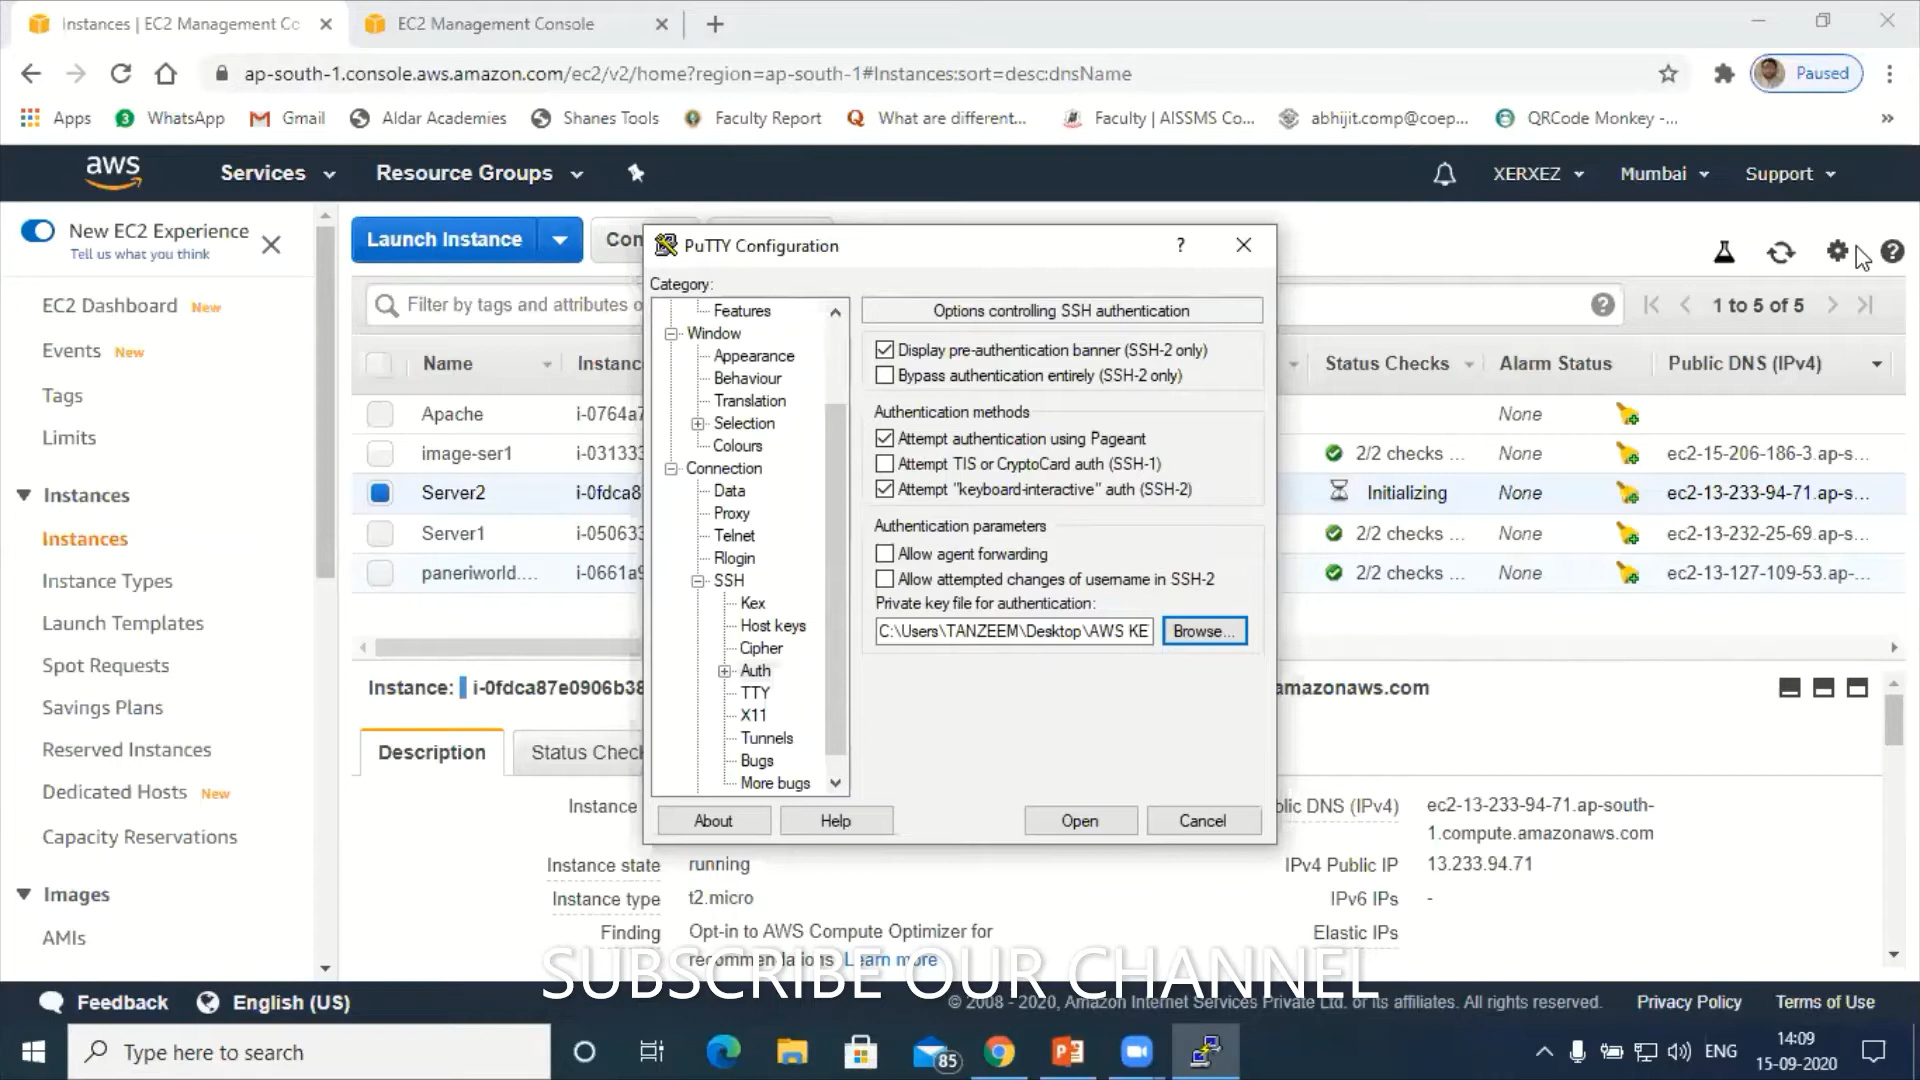 Instances | EC2 Management Co
EC2 Management Console
ap-south-1.console.aws.amazon.com/ec2/v2/home?region=ap-south-1#Instances:sort=desc:dnsName
Paused
Apps
3
WhatsApp
Gmail
Aldar Academies
Shanes Tools
Faculty Report
What are different...
Faculty | AISSMS Co...
abhijit.comp@coep...
QRCode Monkey -...
aws
Services
Resource Groups
XERXEZ
Mumbai
Support
New EC2 Experience
Tell us what you think
EC2 Dashboard New
Events New
Tags
Limits
Instances
Instances
Instance Types
Launch Templates
Spot Requests
Savings Plans
Reserved Instances
Dedicated Hosts New
Capacity Reservations
Images
AMIs
Launch Instance
Con
Filter by tags and attributes o
1 to 5 of 5
Name
Instanc
Status Checks
Alarm Status
Public DNS (IPv4)
Apache i-0764a7 None
image-ser1 i-031333 2/2 checks ... None ec2-15-206-186-3.ap-s...
Server2 i-0fdca8 Initializing None ec2-13-233-94-71.ap-s...
Server1 i-050633 2/2 checks ... None ec2-13-232-25-69.ap-s...
paneriworld.... i-0661a9 2/2 checks ... None ec2-13-127-109-53.ap-...
PuTTY Configuration
?
Category:
Features
Window
Appearance
Behaviour
Translation
Selection
Colours
Connection
Data
Proxy
Telnet
Rlogin
SSH
Kex
Host keys
Cipher
Auth
TTY
X11
Tunnels
Bugs
More bugs
Options controlling SSH authentication
Display pre-authentication banner (SSH-2 only)
Bypass authentication entirely (SSH-2 only)
Authentication methods
Attempt authentication using Pageant
Attempt TIS or CryptoCard auth (SSH-1)
Attempt "keyboard-interactive" auth (SSH-2)
Authentication parameters
Allow agent forwarding
Allow attempted changes of username in SSH-2
Private key file for authentication:
C:\Users\TANZEEM\Desktop\AWS KE
Browse...
About
Help
Open
Cancel
Instance: i-0fdca87e0906b38
amazonaws.com
Description
Status Check
Instance
blic DNS (IPv4) ec2-13-233-94-71.ap-south-
1.compute.amazonaws.com
Instance state running
IPv4 Public IP 13.233.94.71
Instance type t2.micro
IPv6 IPs -
Finding Opt-in to AWS Compute Optimizer for
recommendations. Learn more
Elastic IPs
SUBSCRIBE OUR CHANNEL
Feedback
English (US)
© 2008 - 2020, Amazon Internet Services Private Ltd. or its affiliates. All rights reserved.
Privacy Policy
Terms of Use
Type here to search
85
ENG
14:09
15-09-2020